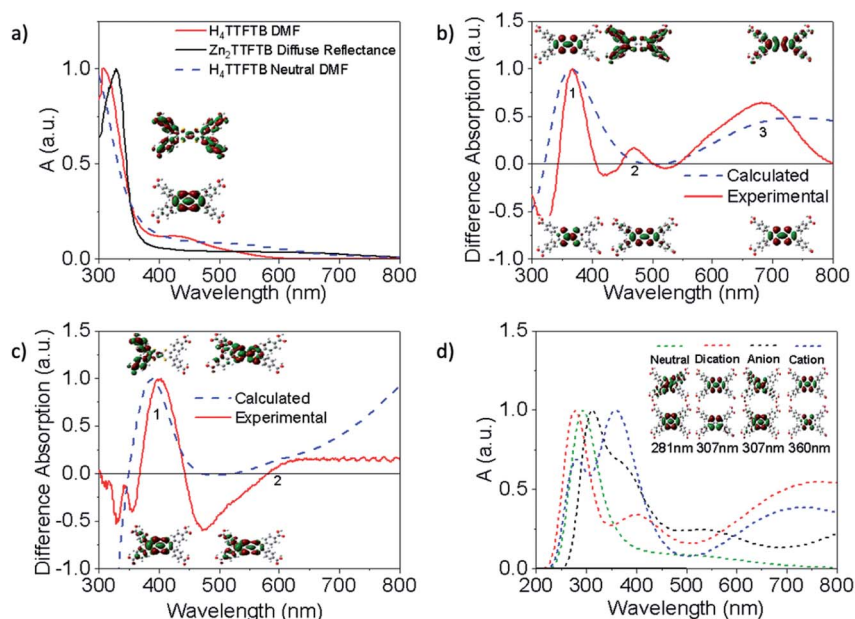 a)
H₄TTFTB DMF
Zn₂TTFTB Diffuse Reflectance
H₄TTFTB Neutral DMF
A (a.u.)
1.0
0.5
0.0
300 400 500 600 700 800
Wavelength (nm)
b)
Difference Absorption (a.u.)
1.5
1.0
0.5
0.0
-0.5
-1.0
1
2
3
Calculated
Experimental
300 400 500 600 700 800
Wavelength (nm)
c)
Difference Absorption (a.u.)
1.5
1.0
0.5
0.0
-0.5
-1.0
Calculated
Experimental
1
2
300 400 500 600 700 800
Wavelength (nm)
d)
A (a.u.)
1.5
1.0
0.5
0.0
Neutral Dication Anion Cation
281nm 307nm 307nm 360nm
200 300 400 500 600 700 800
Wavelength (nm)